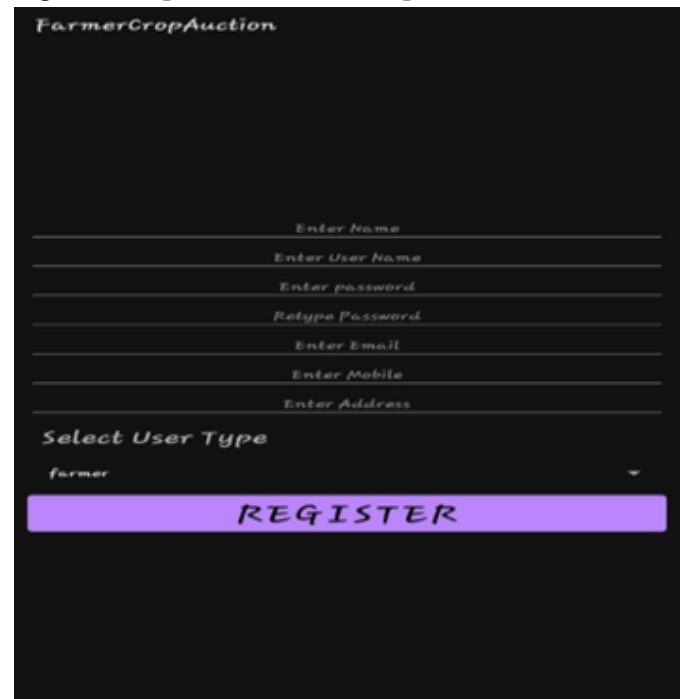 FarmerCropAuction
Enter Name
Enter User Name
Enter password
Retype Password
Enter Email
Enter Mobile
Enter Address
Select User Type
farmer
REGISTER